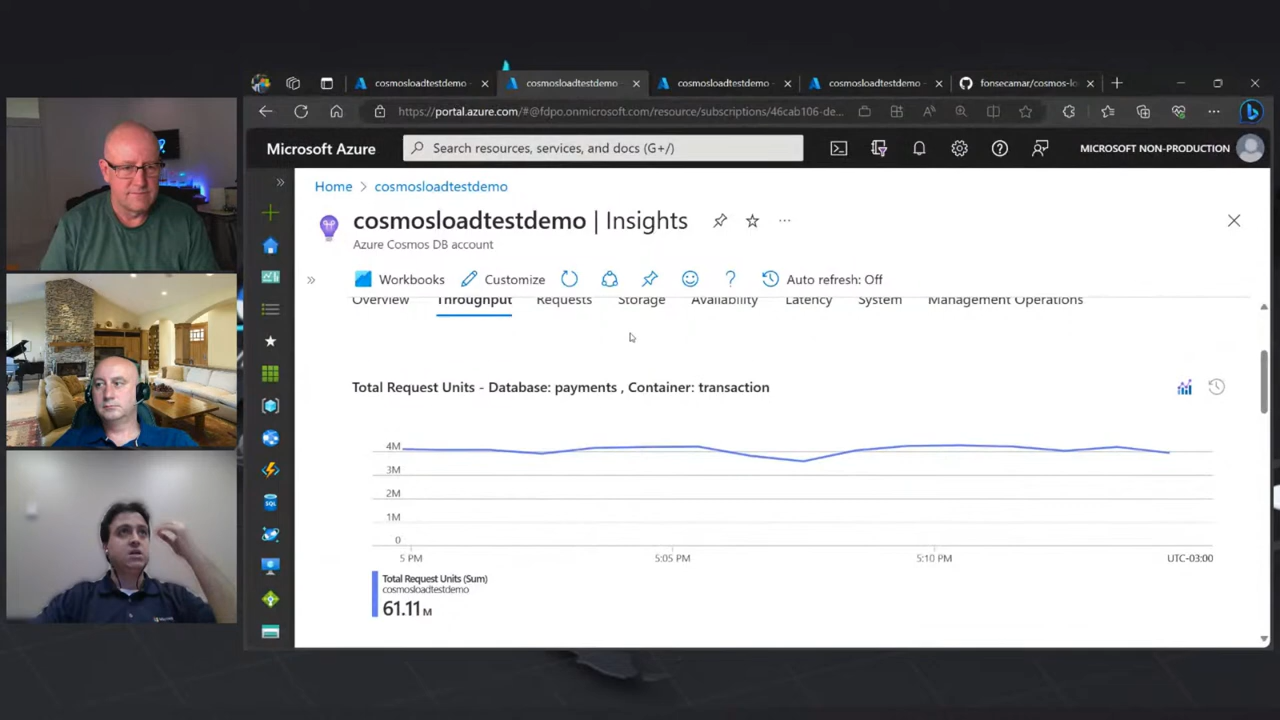 cosmosloadtestdemo
cosmosloadtestdemo
cosmosloadtestdemo
cosmosloadtestdemo
fonsecamar/cosmos-lo
https://portal.azure.com/#@fdpo.onmicrosoft.com/resource/subscriptions/46cab106-de...
Microsoft Azure
Search resources, services, and docs (G+/)
MICROSOFT NON-PRODUCTION
Home > cosmosloadtestdemo
cosmosloadtestdemo | Insights
Azure Cosmos DB account
Workbooks Customize Auto refresh: Off
Overview Throughput Requests Storage Availability Latency System Management Operations
Total Request Units - Database: payments , Container: transaction
4M
3M
2M
1M
0
5 PM 5:05 PM 5:10 PM UTC-03:00
Total Request Units (Sum)
cosmosloadtestdemo
61.11 M